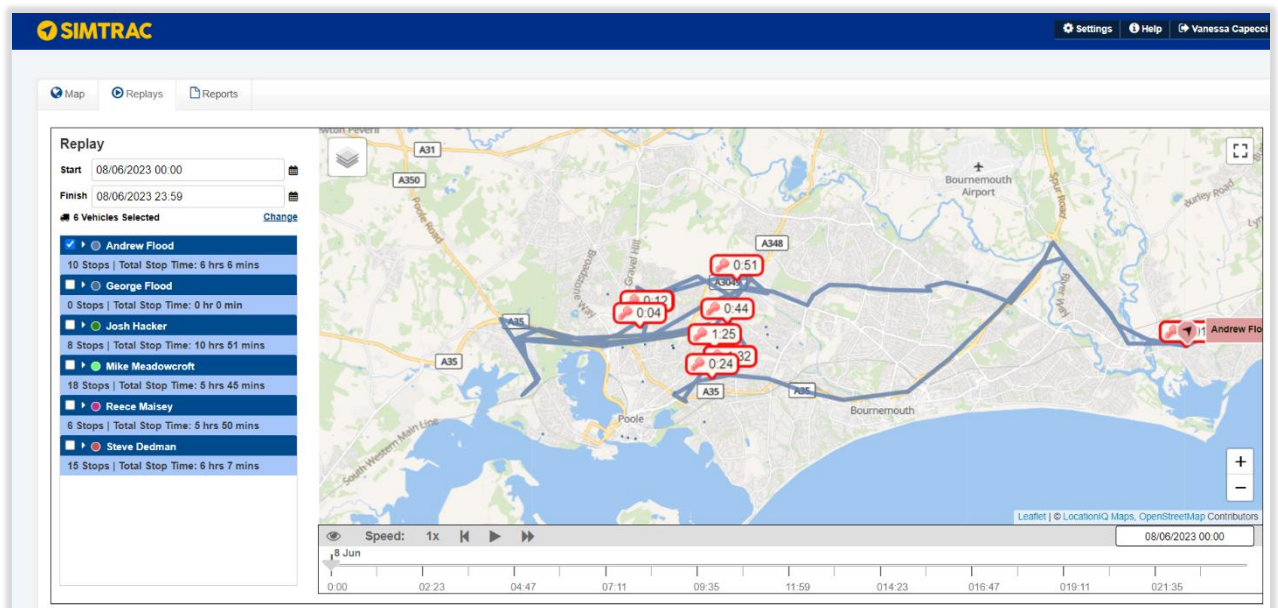 SIMTRAC
Settings Help Vanessa Capecci
Map Replays Reports
Replay
Start 08/06/2023 00:00
Finish 08/06/2023 23:59
6 Vehicles Selected Change
Andrew Flood
10 Stops | Total Stop Time: 6 hrs 6 mins
George Flood
0 Stops | Total Stop Time: 0 hr 0 min
Josh Hacker
8 Stops | Total Stop Time: 10 hrs 51 mins
Mike Meadowcroft
18 Stops | Total Stop Time: 5 hrs 45 mins
Reece Maisey
6 Stops | Total Stop Time: 5 hrs 50 mins
Steve Dedman
15 Stops | Total Stop Time: 6 hrs 7 mins
A31
A350
Poole Road
Bournemouth
Airport
Spur Road
A348
Gravel Hill
Broadstone
Way
0:51
A3049
0:12
0:04
0:44
River Way
A35
1:25
Andrew Flo
A35
:32
0:24
A35
A35
Bournemouth
Poole
South Western Main Line
+
−
Leaflet | © LocationIQ Maps, OpenStreetMap Contributors
Speed: 1x 08/06/2023 00:00
8 Jun
0:00 02:23 04:47 07:11 09:35 11:59 014:23 016:47 019:11 021:35